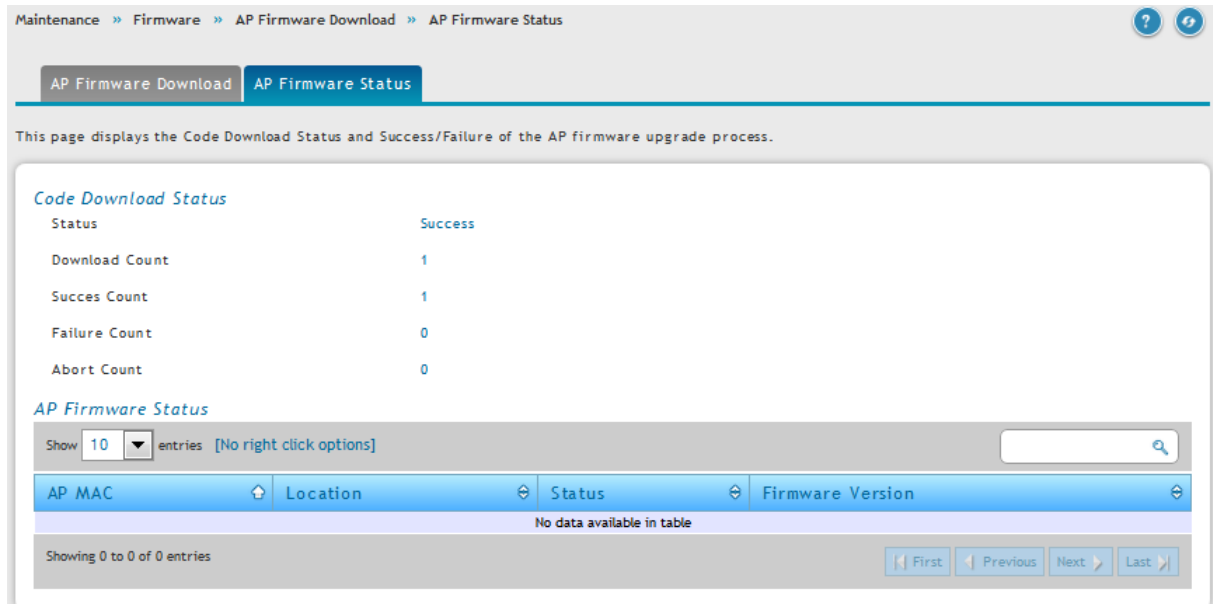 Maintenance » Firmware » AP Firmware Download » AP Firmware Status
?
AP Firmware Download AP Firmware Status
This page displays the Code Download Status and Success/Failure of the AP firmware upgrade process.
Code Download Status
Status Success
Download Count 1
Succes Count 1
Failure Count 0
Abort Count 0
AP Firmware Status
Show 10 entries [No right click options]
AP MAC Location Status Firmware Version
No data available in table
Showing 0 to 0 of 0 entries First Previous Next Last